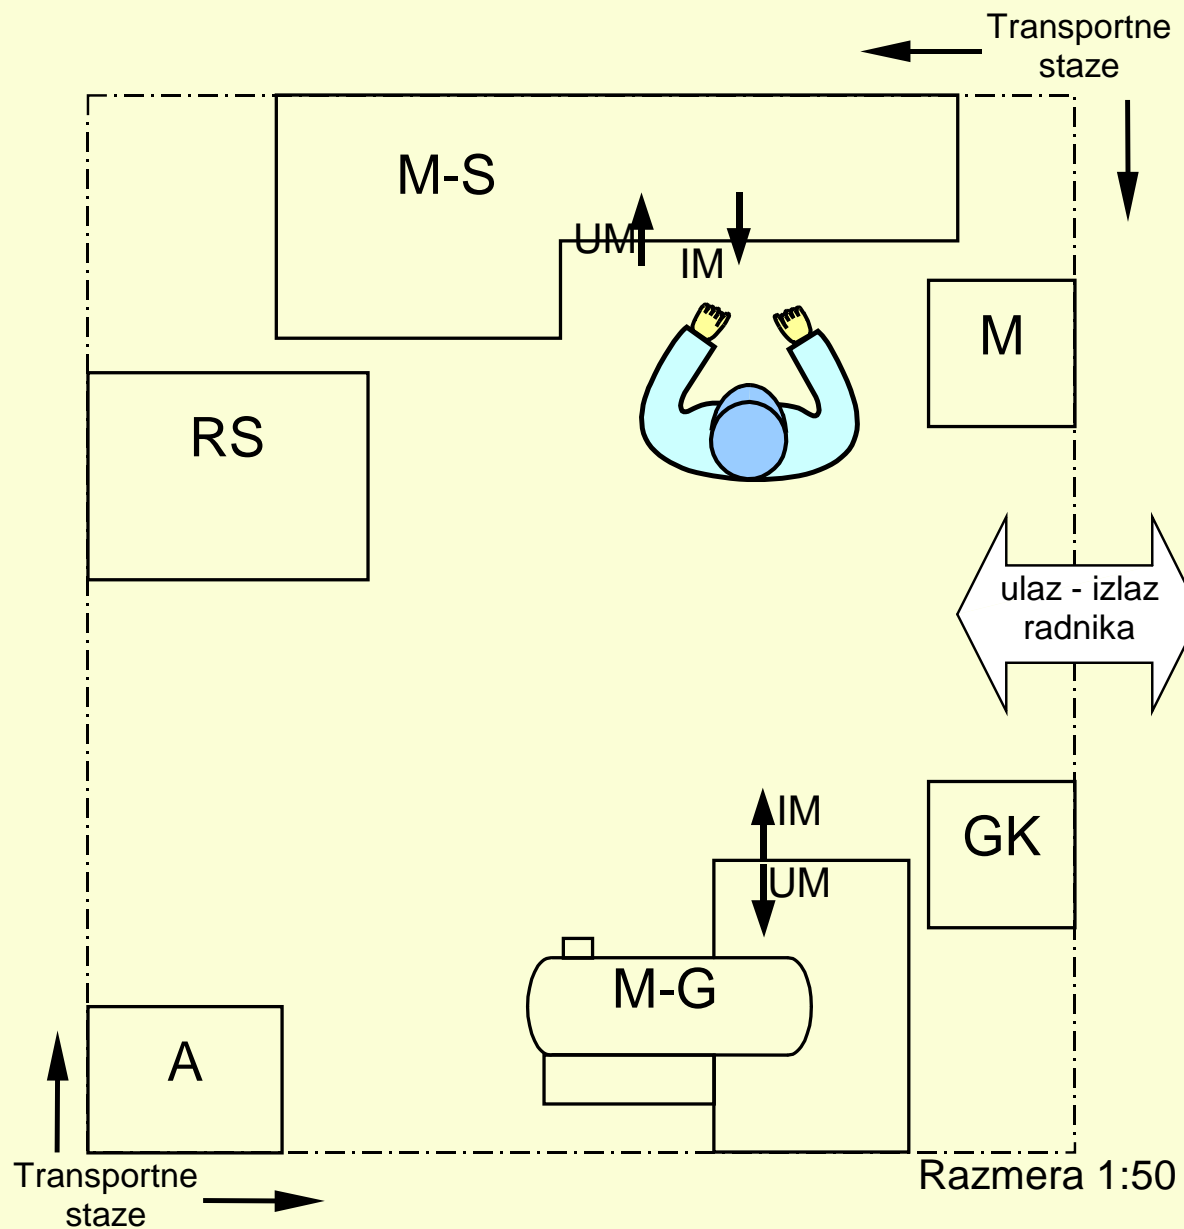 Transportne
staze
M-S
UM
IM
M
RS
ulaz - izlaz
radnika
IM
GK
UM
M-G
A
Transportne
staze
Razmera 1:50